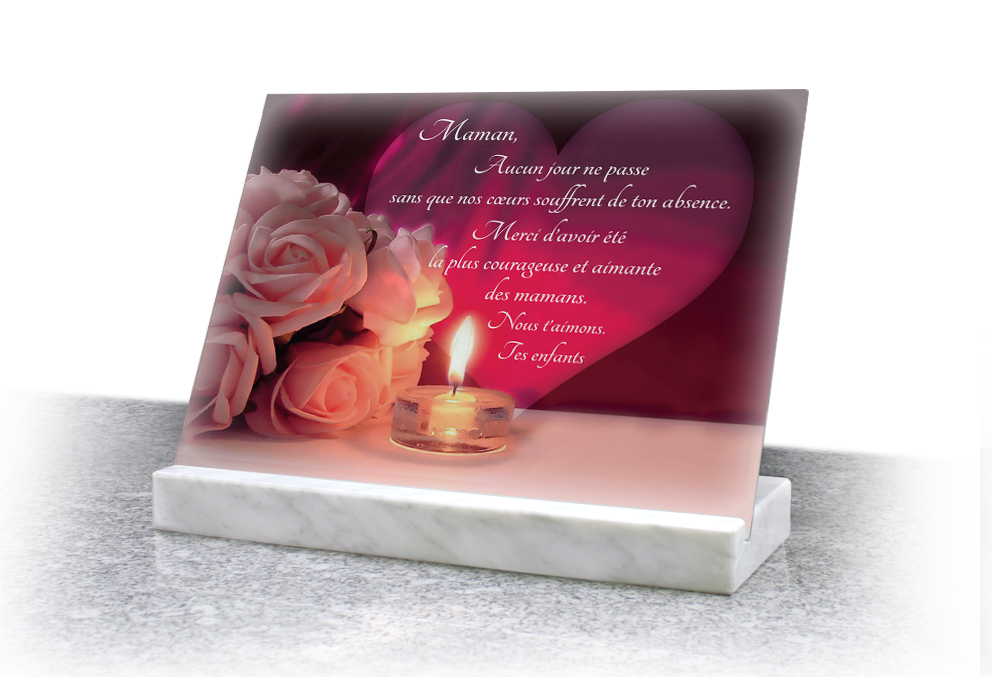 Maman,
Aucun jour ne passe
sans que nos cœurs souffrent de ton absence.
Merci d'avoir été
la plus courageuse et aimante
des mamans.
Nous t'aimons.
Tes enfants